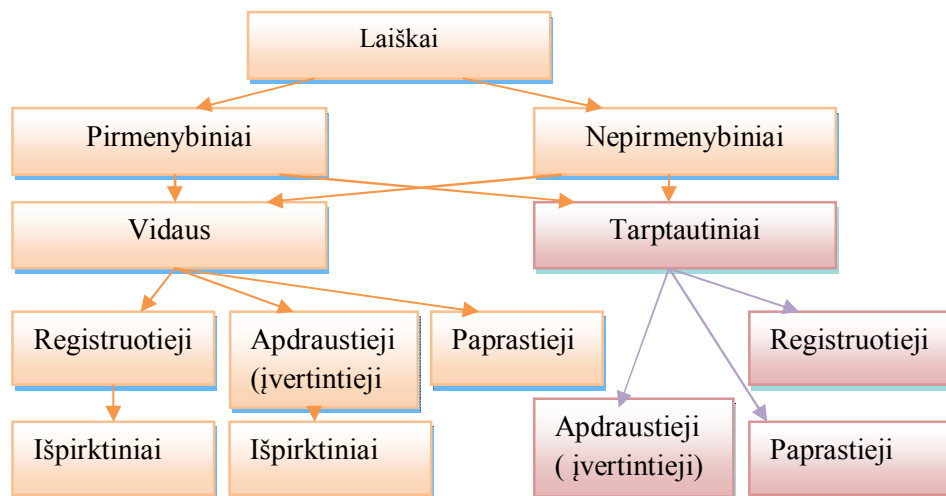 Laiškai
Pirmenybiniai
Nepirmenybiniai
Vidaus
Tarptautiniai
Registruotieji
Apdraustieji
(įvertintieji
Paprastieji
Registruotieji
Išpirktiniai
Išpirktiniai
Apdraustieji
( įvertintieji)
Paprastieji